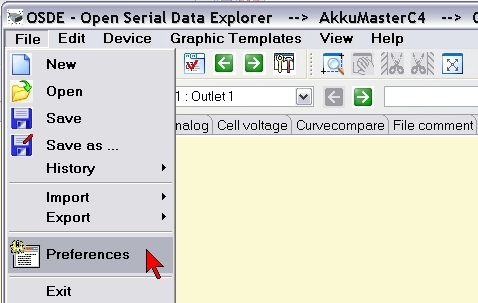 OSDE - Open Serial Data Explorer --> AkkuMasterC4 -->
File Edit Device Graphic Templates View Help
New
Open
1 : Outlet 1
Save
nalog Cell voltage Curvecompare File comment
Save as ...
History
Import
Export
Preferences
Exit